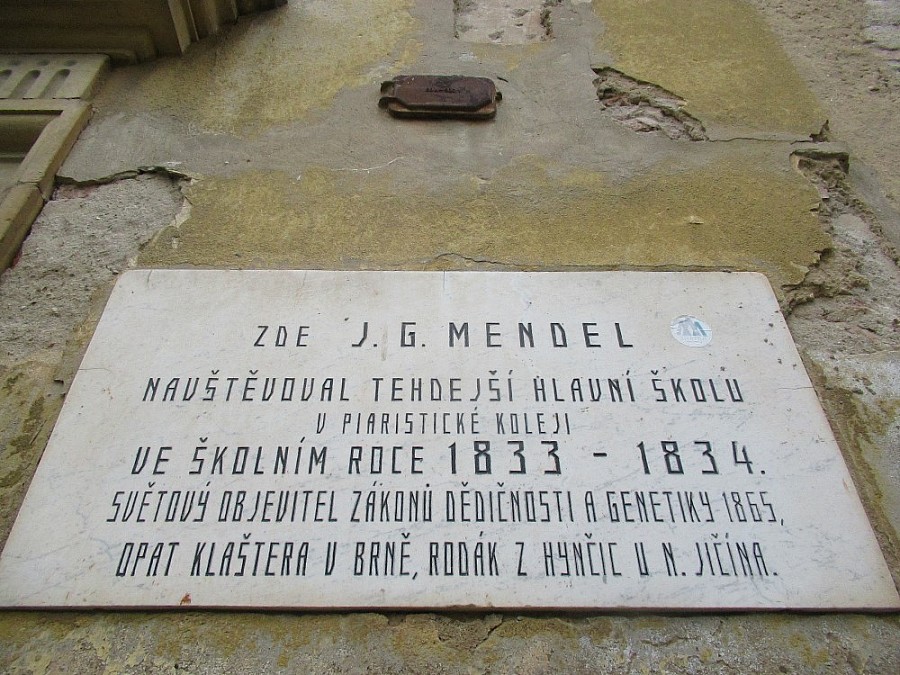 ZDE J. G. MENDEL
NAVŠTĚVOVAL TEHDEJŠÍ HLAVNÍ ŠKOLU
V PIARISTICKÉ KOLEJI
VE ŠKOLNÍM ROCE 1833 - 1834.
SVĚTOVÝ OBJEVITEL ZÁKONŮ DĚDIČNOSTI A GENETIKY 1865,
OPAT KLAŠTERA V BRNĚ, RODÁK Z HYNČIC U N. JIČÍNA.